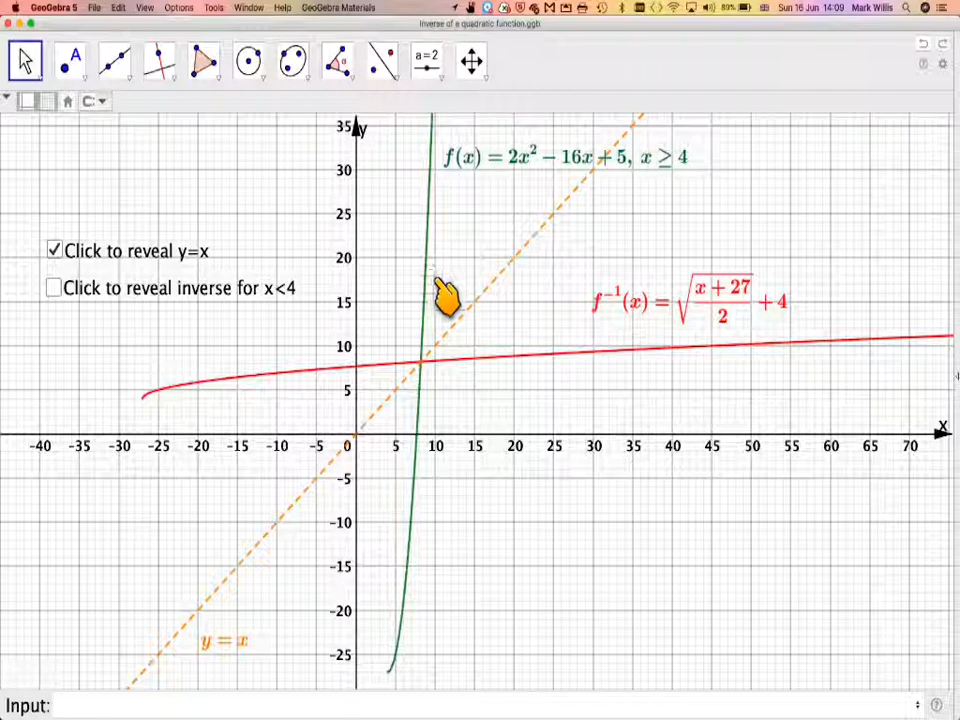 GeoGebra 5 File Edit View Options Tools Window Help GeoGebra Materials 89% Sun 16 Jun 14:09 Mark Willis
Inverse of a quadratic function.ggb
A
a=2
y
35
f(x) = 2x² − 16x + 5, x ≥ 4
30
25
Click to reveal y=x
20
Click to reveal inverse for x<4
15
f⁻¹(x) = √((x + 27)/2) + 4
10
5
x
-40 -35 -30 -25 -20 -15 -10 -5 0 5 10 15 20 25 30 35 40 45 50 55 60 65 70
-5
-10
-15
-20
y = x
-25
Input: